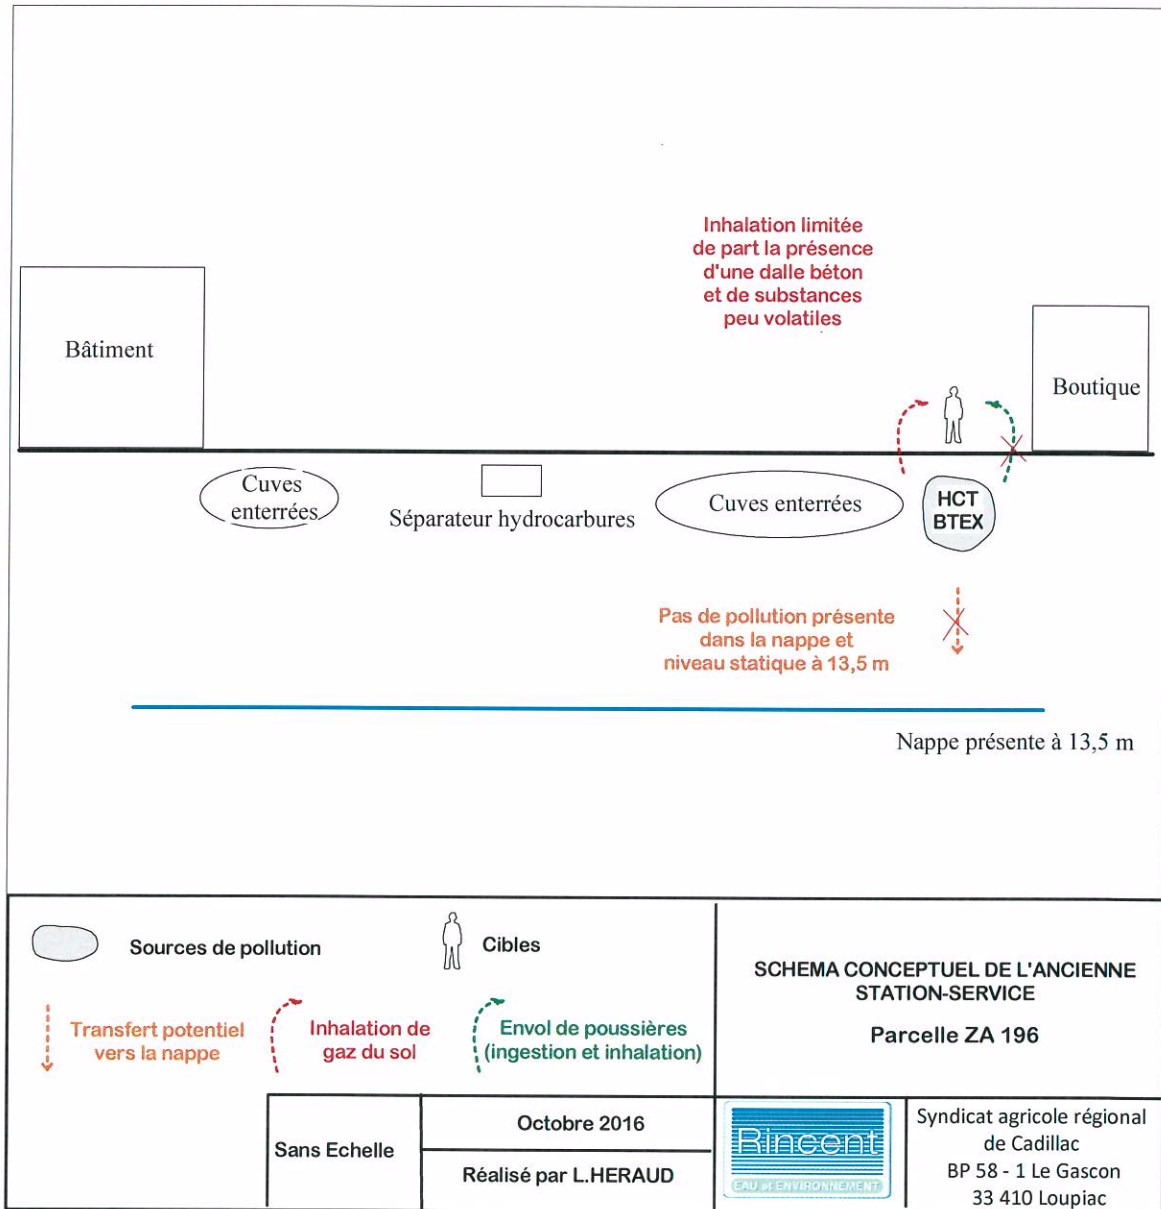 Inhalation limitée
de part la présence
d'une dalle béton
et de substances
peu volatiles
Bâtiment
Boutique
Cuves
enterrées
Séparateur hydrocarbures
Cuves enterrées
HCT
BTEX
Pas de pollution présente
dans la nappe et
niveau statique à 13,5 m
Nappe présente à 13,5 m
Sources de pollution
Cibles
Transfert potentiel
vers la nappe
Inhalation de
gaz du sol
Envol de poussières
(ingestion et inhalation)
SCHEMA CONCEPTUEL DE L'ANCIENNE
STATION-SERVICE
Parcelle ZA 196
Sans Echelle
Octobre 2016
Réalisé par L.HERAUD
Rincent
EAU et ENVIRONNEMENT
Syndicat agricole régional
de Cadillac
BP 58 - 1 Le Gascon
33 410 Loupiac